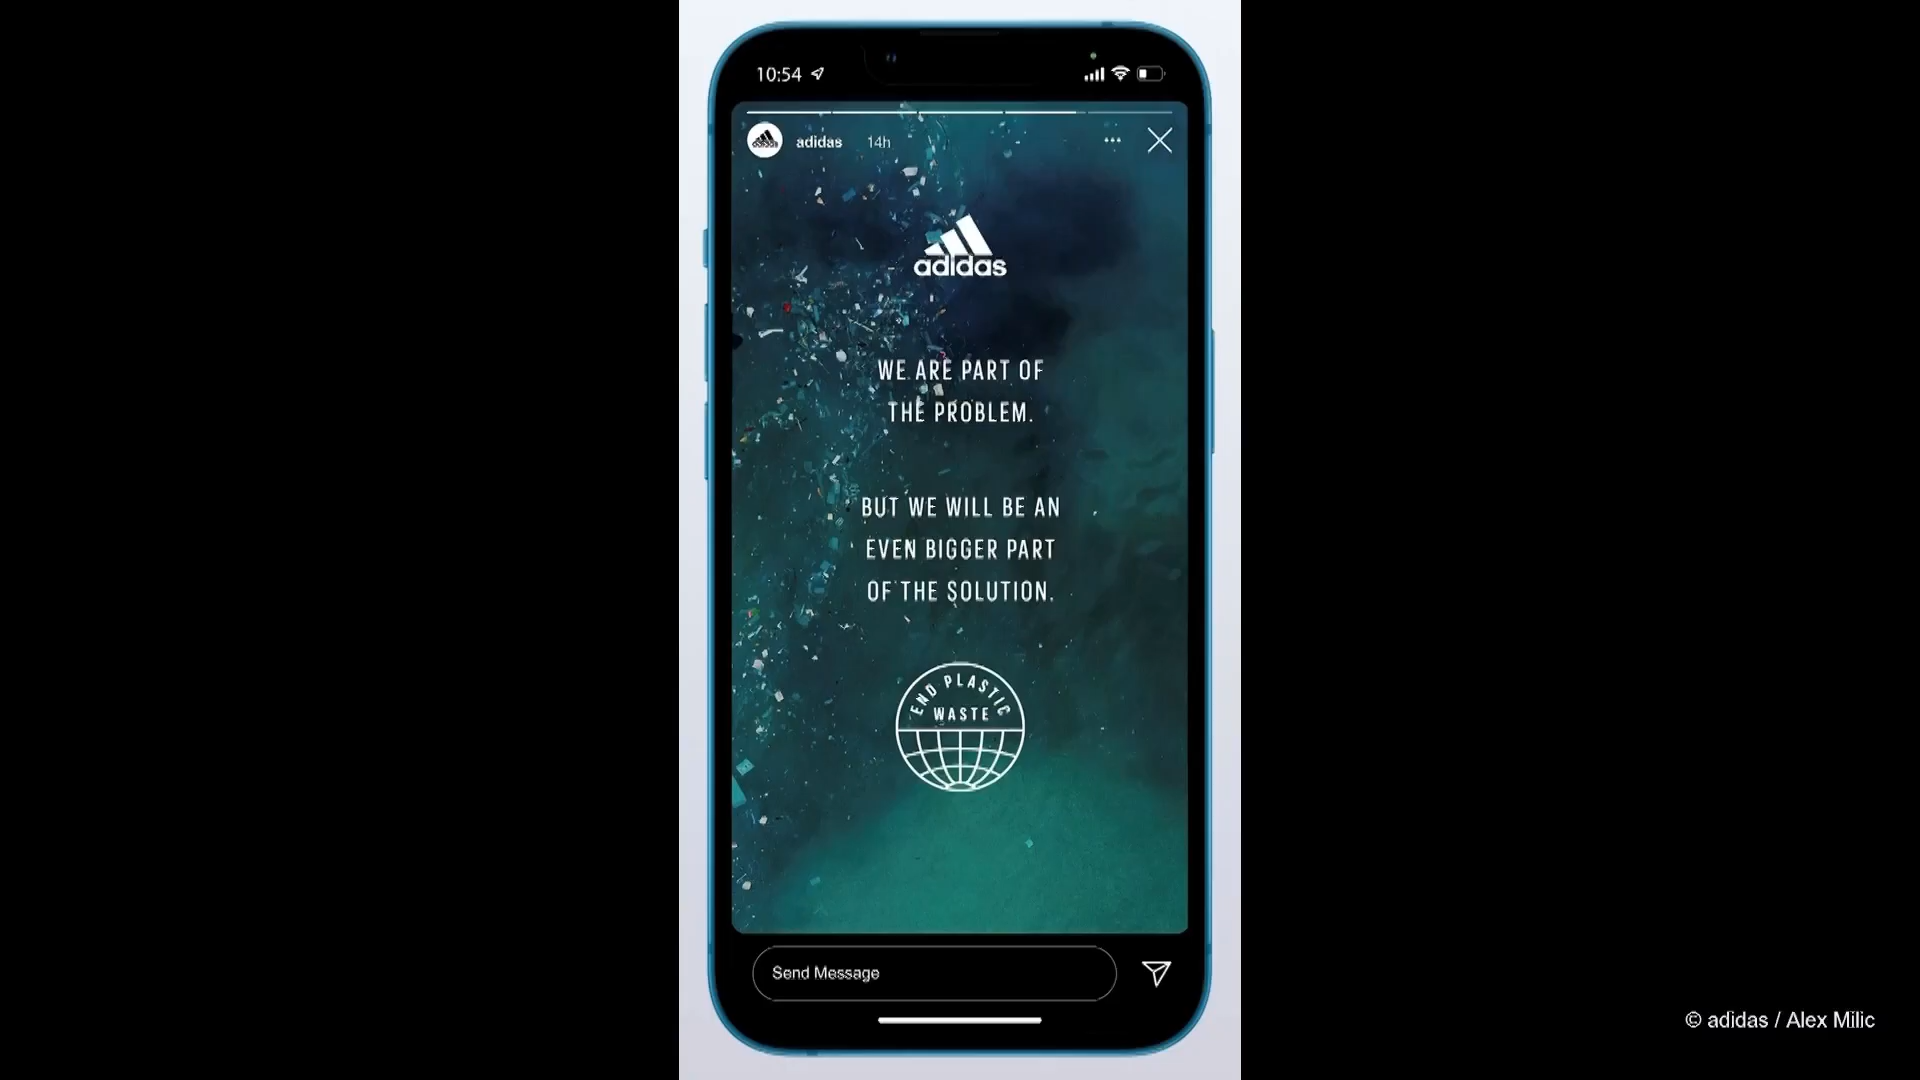 10:54
adidas 14h
adidas
adidas
WE ARE PART OF
THE PROBLEM.
BUT WE WILL BE AN
EVEN BIGGER PART
OF THE SOLUTION.
END PLASTIC
WASTE
Send Message
© adidas / Alex Milic